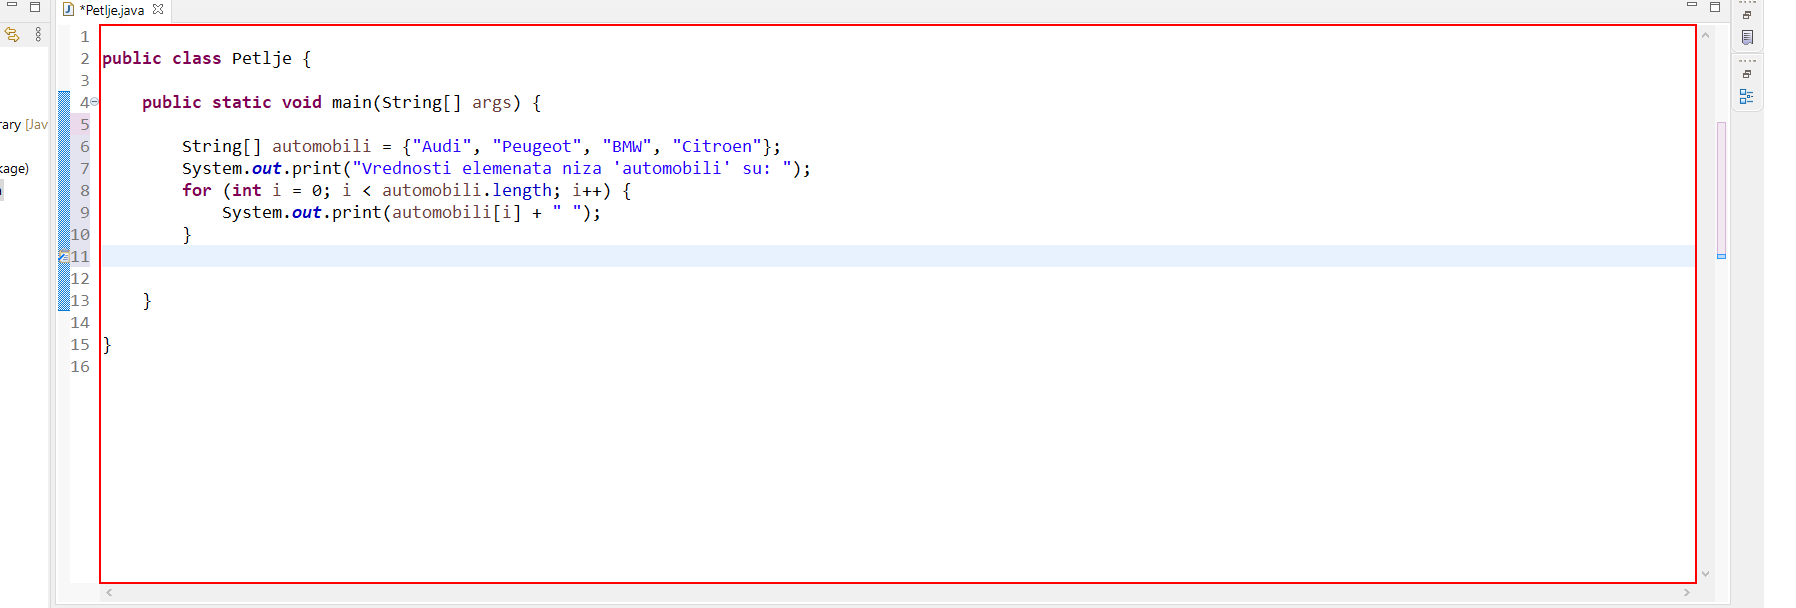 *Petlje.java
1
2 public class Petlje {
3
4 public static void main(String[] args) {
5
6 String[] automobili = {"Audi", "Peugeot", "BMW", "Citroen"};
7 System.out.print("Vrednosti elemenata niza 'automobili' su: ");
8 for (int i = 0; i < automobili.length; i++) {
9 System.out.print(automobili[i] + " ");
10 }
11
12
13 }
14
15 }
16
rary [Jav
kage)